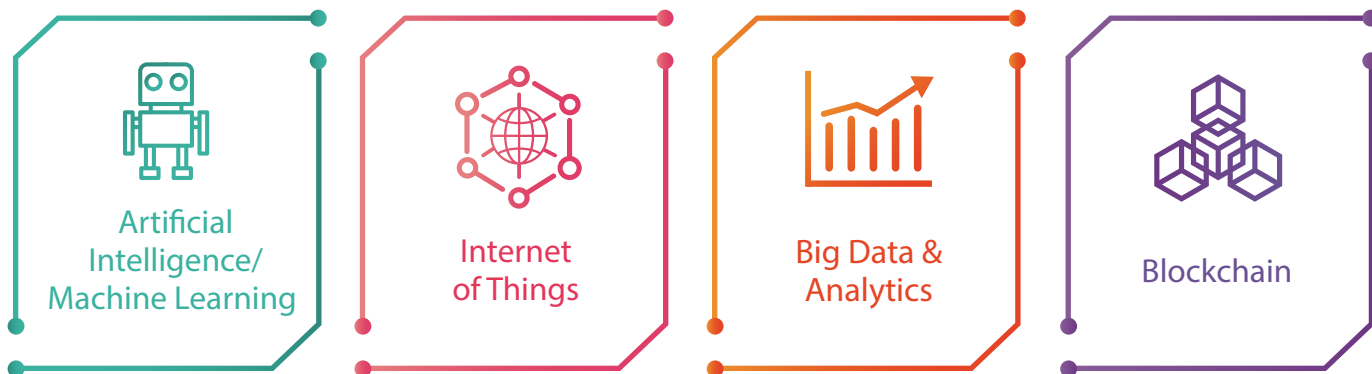 Artificial
Intelligence/
Machine Learning
Internet
of Things
Big Data &
Analytics
Blockchain